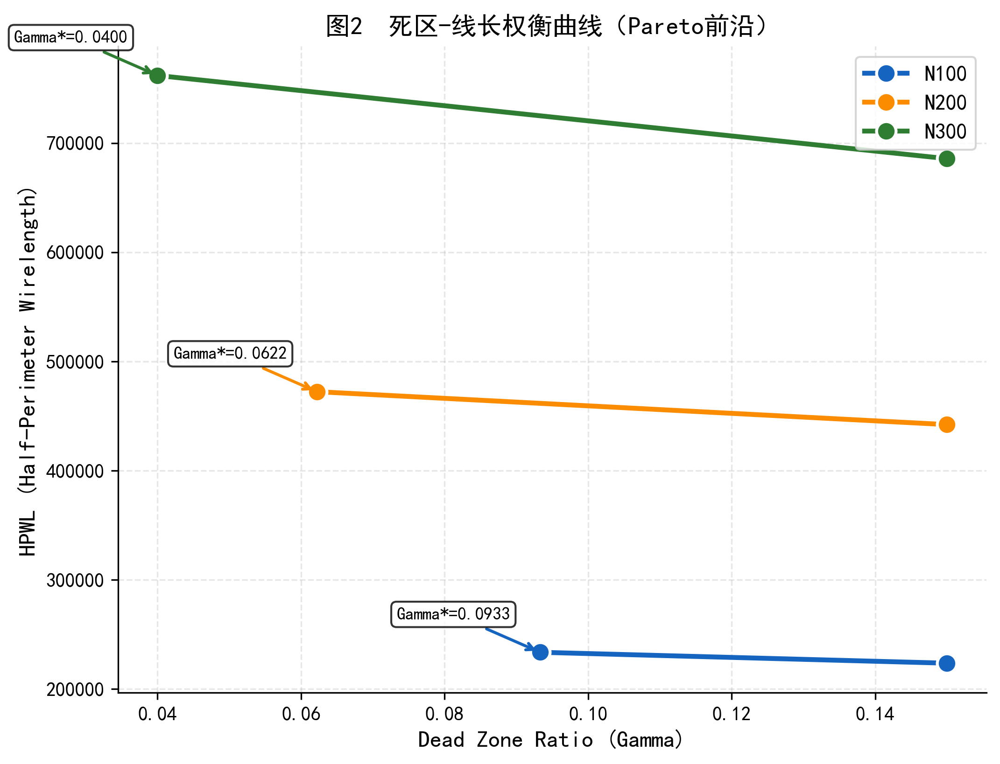 图2  死区-线长权衡曲线（Pareto前沿）
Gamma*=0.0400
N100
N200
N300
700000
600000
500000
400000
300000
200000
HPWL (Half-Perimeter Wirelength)
Gamma*=0.0622
Gamma*=0.0933
0.04 0.06 0.08 0.10 0.12 0.14
Dead Zone Ratio (Gamma)